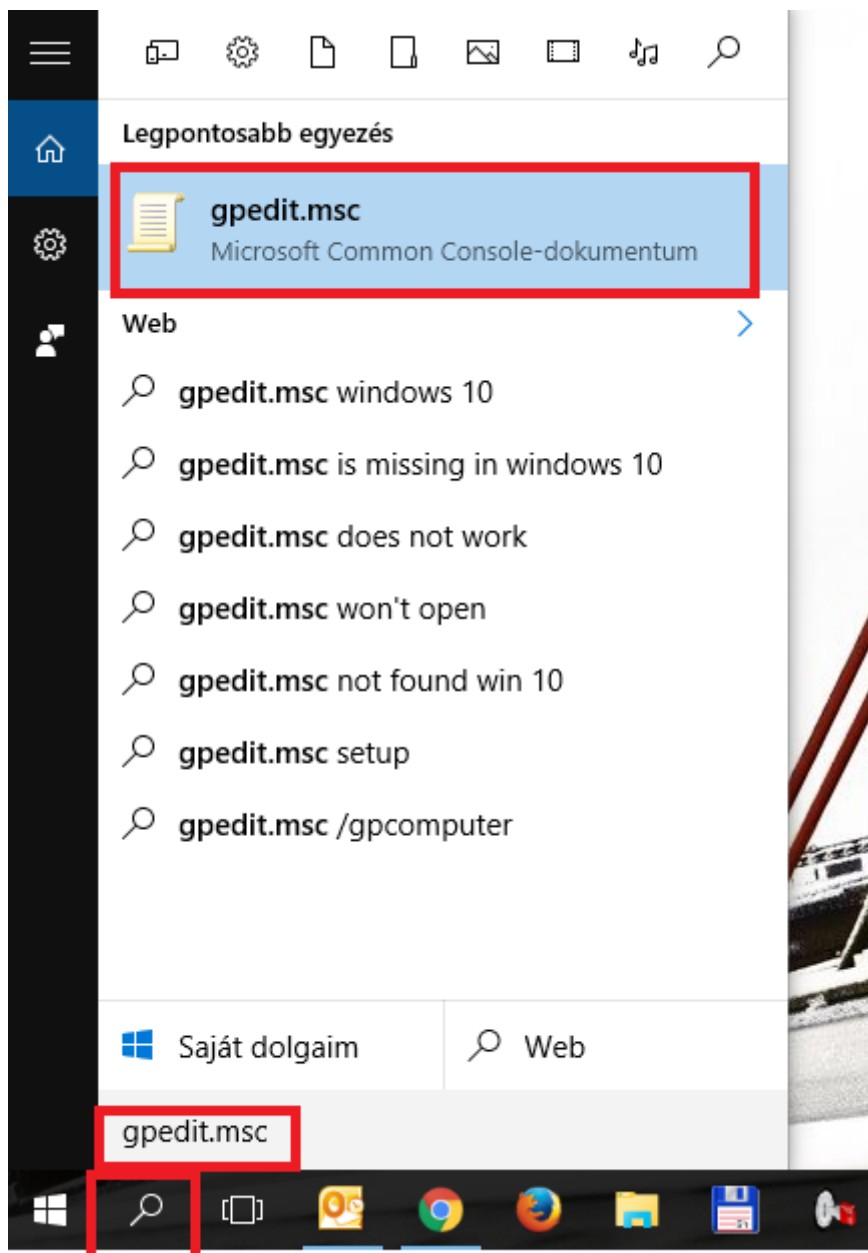 Legpontosabb egyezés
gpedit.msc
Microsoft Common Console-dokumentum
Web
gpedit.msc windows 10
gpedit.msc is missing in windows 10
gpedit.msc does not work
gpedit.msc won't open
gpedit.msc not found win 10
gpedit.msc setup
gpedit.msc /gpcomputer
Saját dolgaim
Web
gpedit.msc